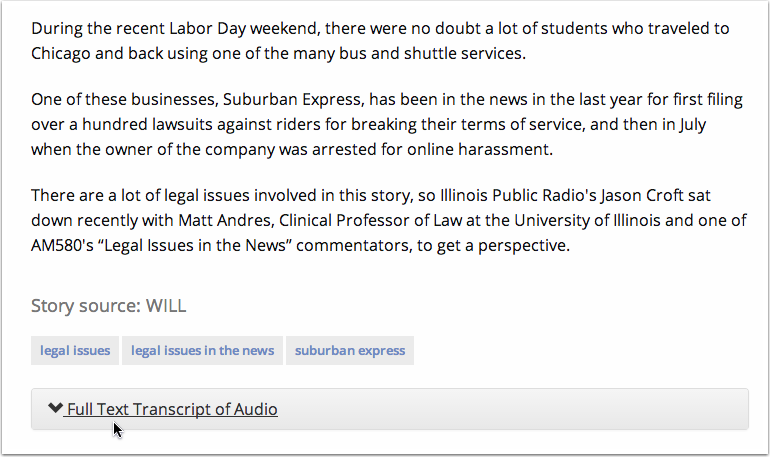 During the recent Labor Day weekend, there were no doubt a lot of students who traveled to
Chicago and back using one of the many bus and shuttle services.
One of these businesses, Suburban Express, has been in the news in the last year for first filing
over a hundred lawsuits against riders for breaking their terms of service, and then in July
when the owner of the company was arrested for online harassment.
There are a lot of legal issues involved in this story, so Illinois Public Radio's Jason Croft sat
down recently with Matt Andres, Clinical Professor of Law at the University of Illinois and one of
AM580's “Legal Issues in the News” commentators, to get a perspective.
Story source: WILL
legal issues legal issues in the news suburban express
Full Text Transcript of Audio